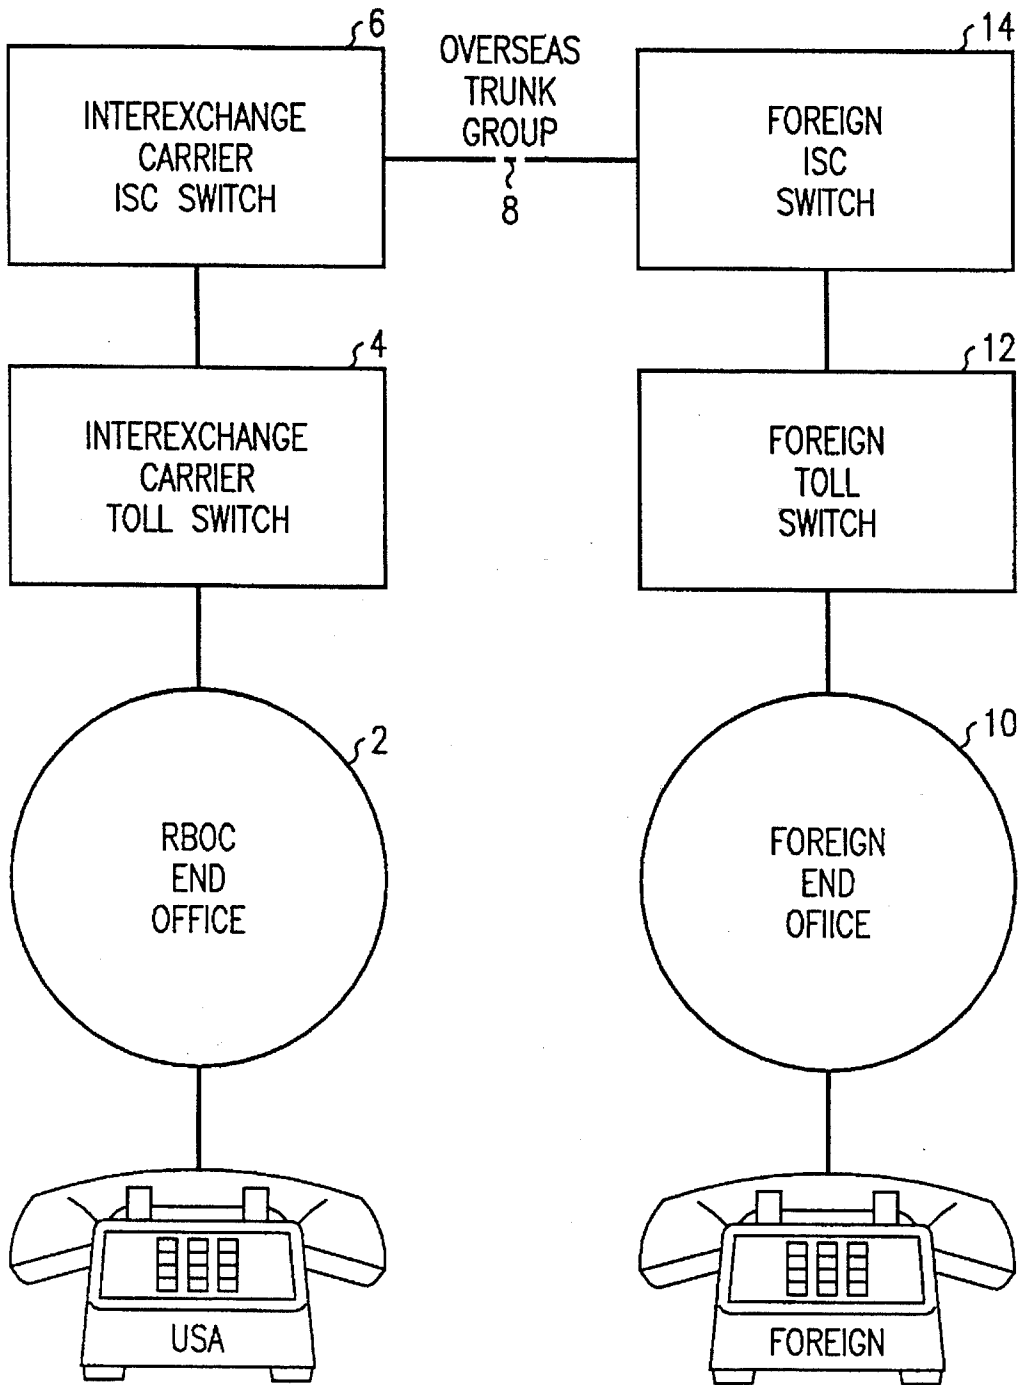 6
INTEREXCHANGE
CARRIER
ISC SWITCH
OVERSEAS
TRUNK
GROUP
8
14
FOREIGN
ISC
SWITCH
4
INTEREXCHANGE
CARRIER
TOLL SWITCH
12
FOREIGN
TOLL
SWITCH
2
RBOC
END
OFFICE
10
FOREIGN
END
OFIICE
USA
FOREIGN